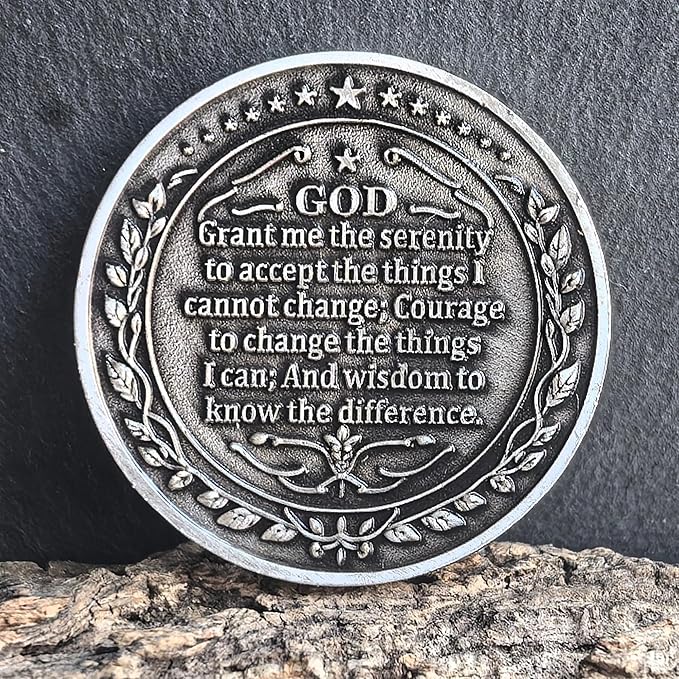 GOD
Grant me the serenity
to accept the things I
cannot change; Courage
to change the things
I can; And wisdom to
know the difference.